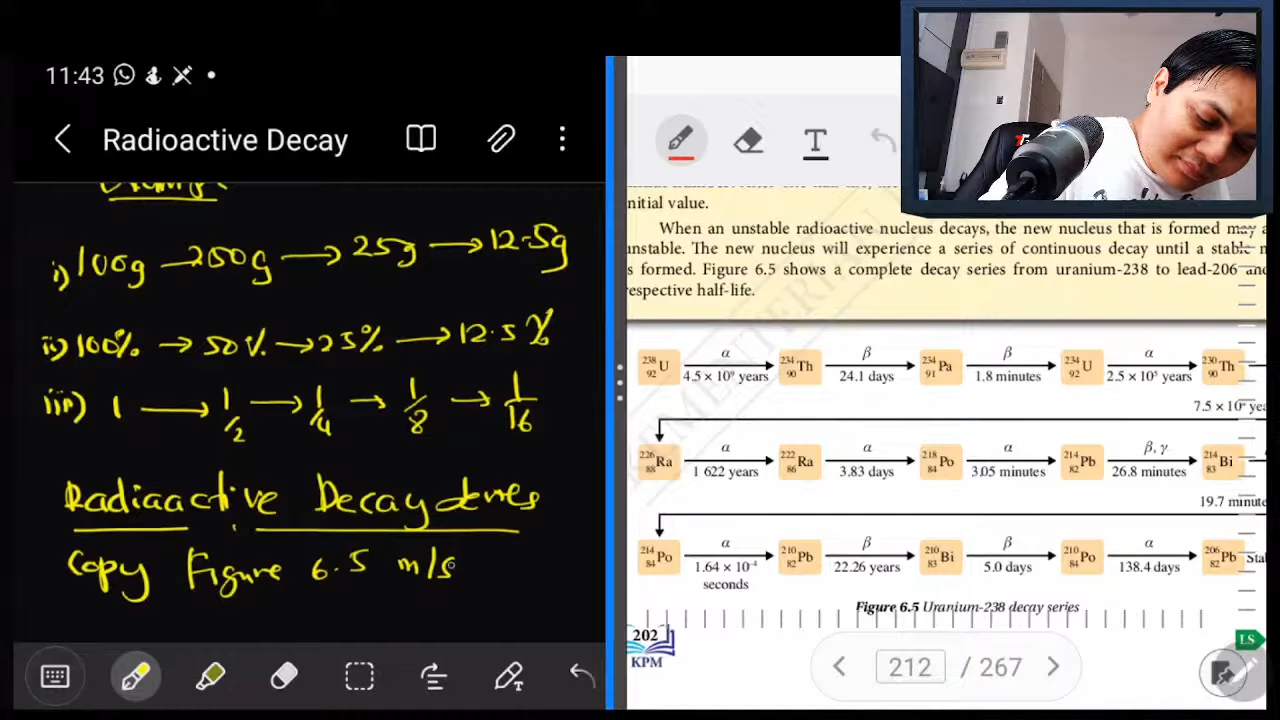 11:43
Radioactive Decay
Example
i) 100g → 50g → 25g → 12.5g
ii) 100% → 50% → 25% → 12.5%
iii) 1 → 1/2 → 1/4 → 1/8 → 1/16
Radioactive Decay
Copy Figure 6.5 m/s
T
nitial value.
When an unstable radioactive nucleus decays, the new nucleus that is formed may
unstable. The new nucleus will experience a series of continuous decay until a stable
s formed. Figure 6.5 shows a complete decay series from uranium-238 to lead-206 and
respective half-life.
α β β α
238 92 U 234 90 Th 234 91 Pa 234 92 U 230 90 Th
4.5 × 10⁹ years 24.1 days 1.8 minutes 2.5 × 10⁵ years
α α α β, γ
226 88 Ra 222 86 Ra 218 84 Po 214 82 Pb 214 83 Bi
1 622 years 3.83 days 3.05 minutes 26.8 minutes
19.7 minute
α β β α
214 84 Po 210 82 Pb 210 83 Bi 210 84 Po 206 82 Pb
1.64 × 10⁻⁴ 22.26 years 5.0 days 138.4 days
seconds
Figure 6.5 Uranium-238 decay series
202
KPM
212 / 267
LS